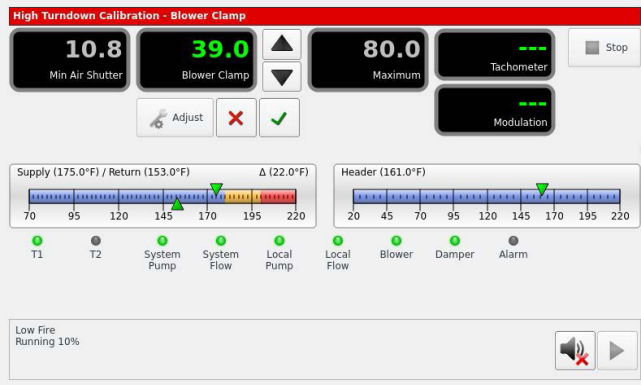 High Turndown Calibration - Blower Clamp
10.8
Min Air Shutter
39.0
Blower Clamp
80.0
Maximum
---
Tachometer
Stop
Adjust
---
Modulation
Supply (175.0°F) / Return (153.0°F) Δ (22.0°F)
70 95 120 145 170 195 220
Header (161.0°F)
20 45 70 95 120 145 170 195 220
T1
T2
System
Pump
System
Flow
Local
Pump
Local
Flow
Blower
Damper
Alarm
Low Fire
Running 10%